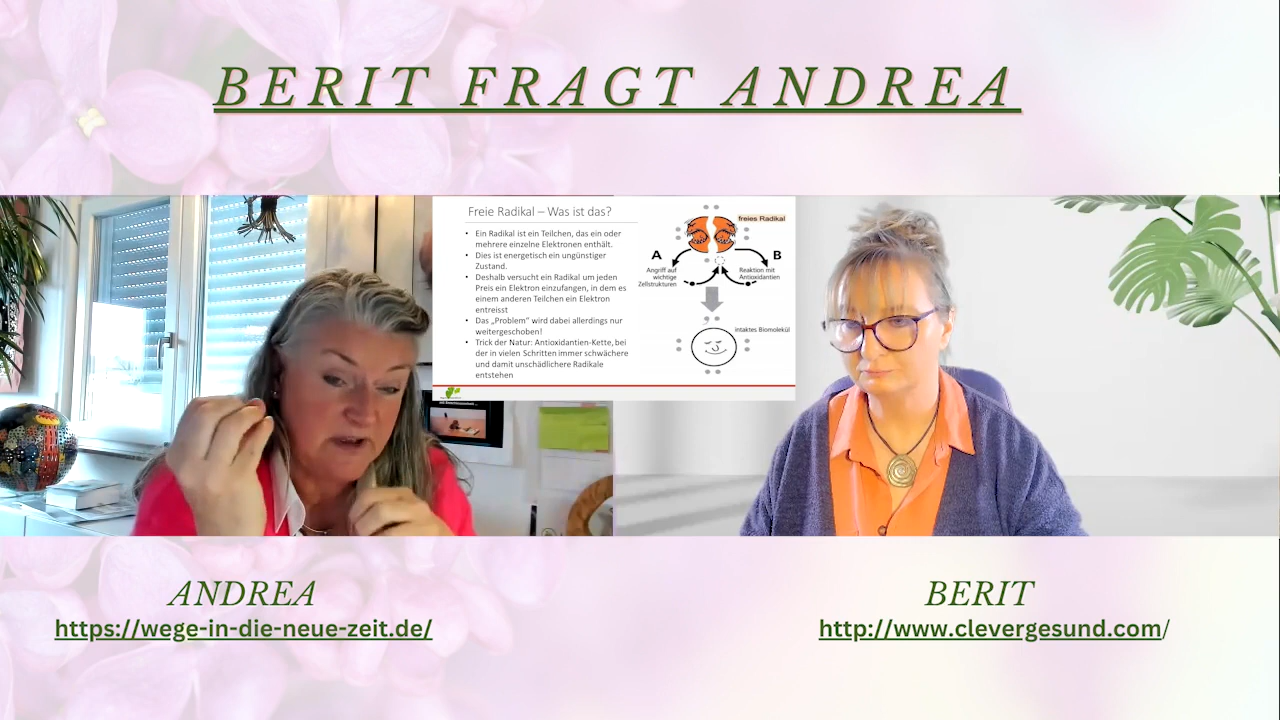 BERIT FRAGT ANDREA
Freie Radikal – Was ist das?
• Ein Radikal ist ein Teilchen, das ein oder
mehrere einzelne Elektronen enthält.
• Dies ist energetisch ein ungünstiger
Zustand.
• Deshalb versucht ein Radikal um jeden
Preis ein Elektron einzufangen, in dem es
einem anderen Teilchen ein Elektron
entreisst
• Das „Problem" wird dabei allerdings nur
weitergeschoben!
• Trick der Natur: Antioxidantien-Kette, bei
der in vielen Schritten immer schwächere
und damit unschädlichere Radikale
entstehen
freies Radikal
A
B
Angriff auf
wichtige
Zellstrukturen
Reaktion mit
Antioxidantien
intaktes Biomolekül
ANDREA
https://wege-in-die-neue-zeit.de/
BERIT
http://www.clevergesund.com/